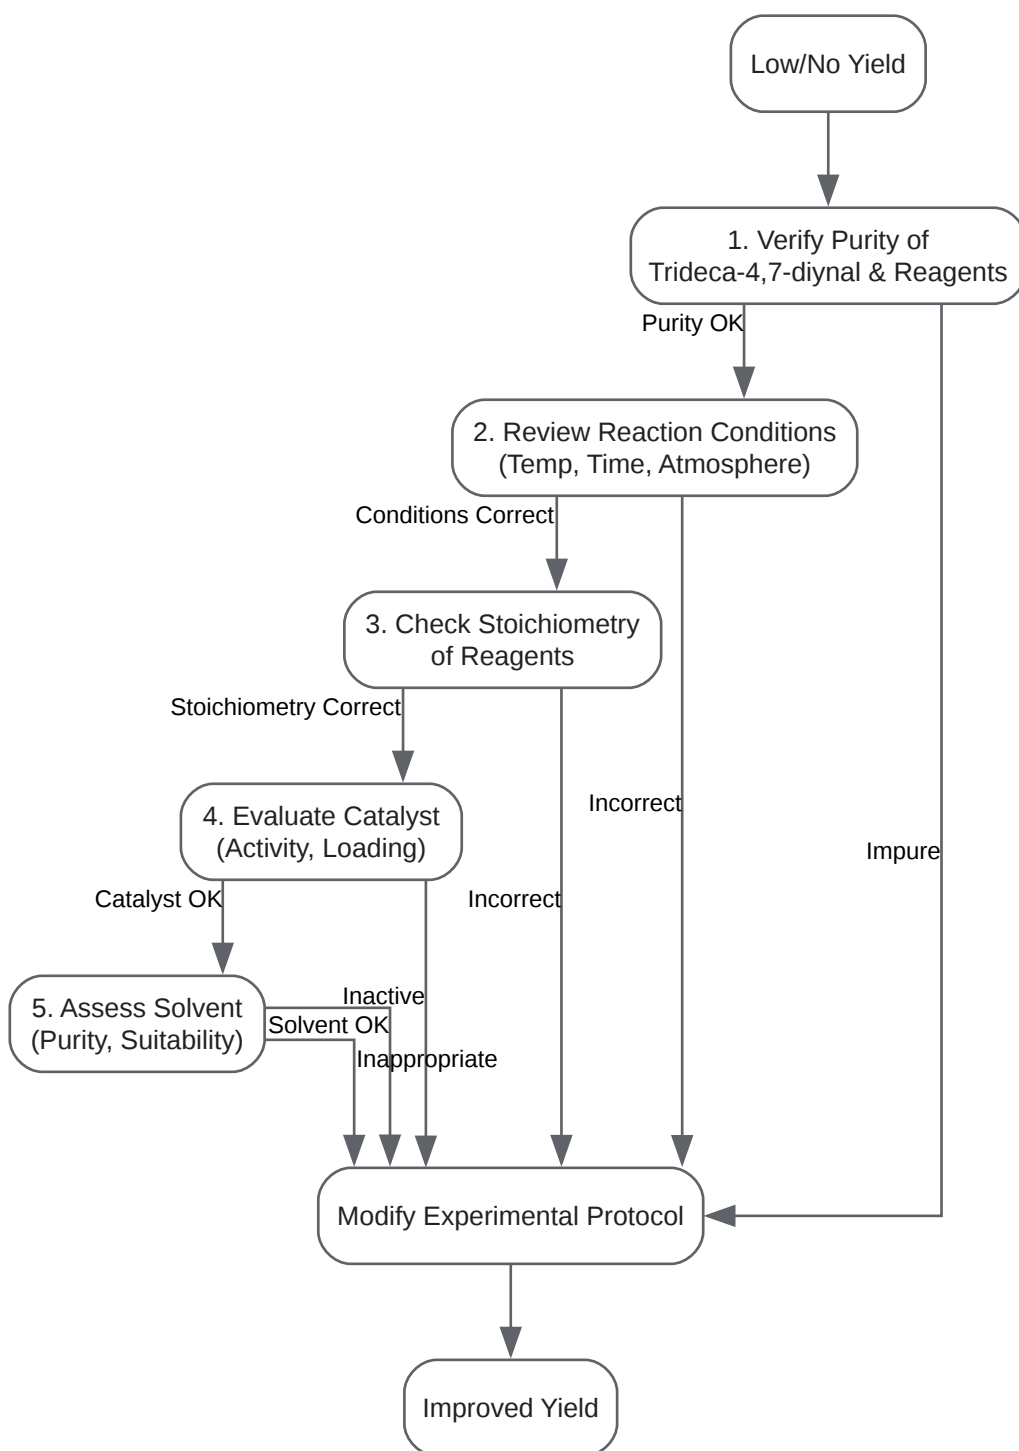 Low/No Yield
1. Verify Purity of
Trideca-4,7-diynal & Reagents
Purity OK
2. Review Reaction Conditions
(Temp, Time, Atmosphere)
Conditions Correct
3. Check Stoichiometry
of Reagents
Stoichiometry Correct
4. Evaluate Catalyst
(Activity, Loading)
Incorrect
Impure
Catalyst OK
Incorrect
5. Assess Solvent
(Purity, Suitability)
Inactive
Solvent OK
Inappropriate
Modify Experimental Protocol
Improved Yield